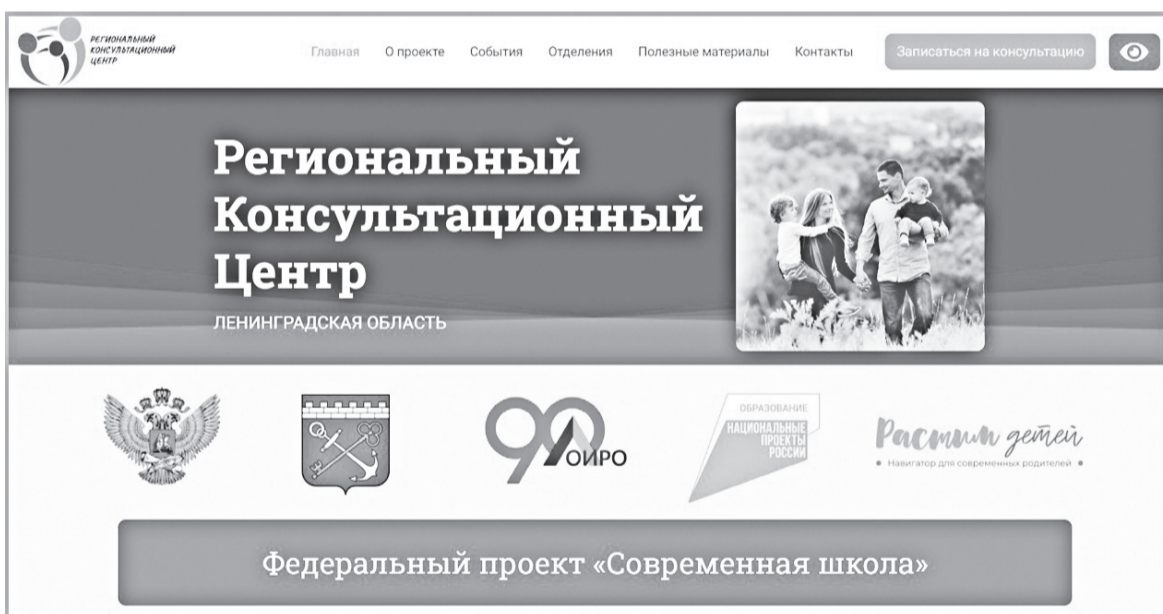 РЕГИОНАЛЬНЫЙ
КОНСУЛЬТАЦИОННЫЙ
ЦЕНТР
Главная О проекте События Отделения Полезные материалы Контакты Записаться на консультацию
Региональный
Консультационный
Центр
ЛЕНИНГРАДСКАЯ ОБЛАСТЬ
90 ЛОИРО
ОБРАЗОВАНИЕ
НАЦИОНАЛЬНЫЕ
ПРОЕКТЫ
РОССИИ
Растим детей
• Навигатор для современных родителей •
Федеральный проект «Современная школа»